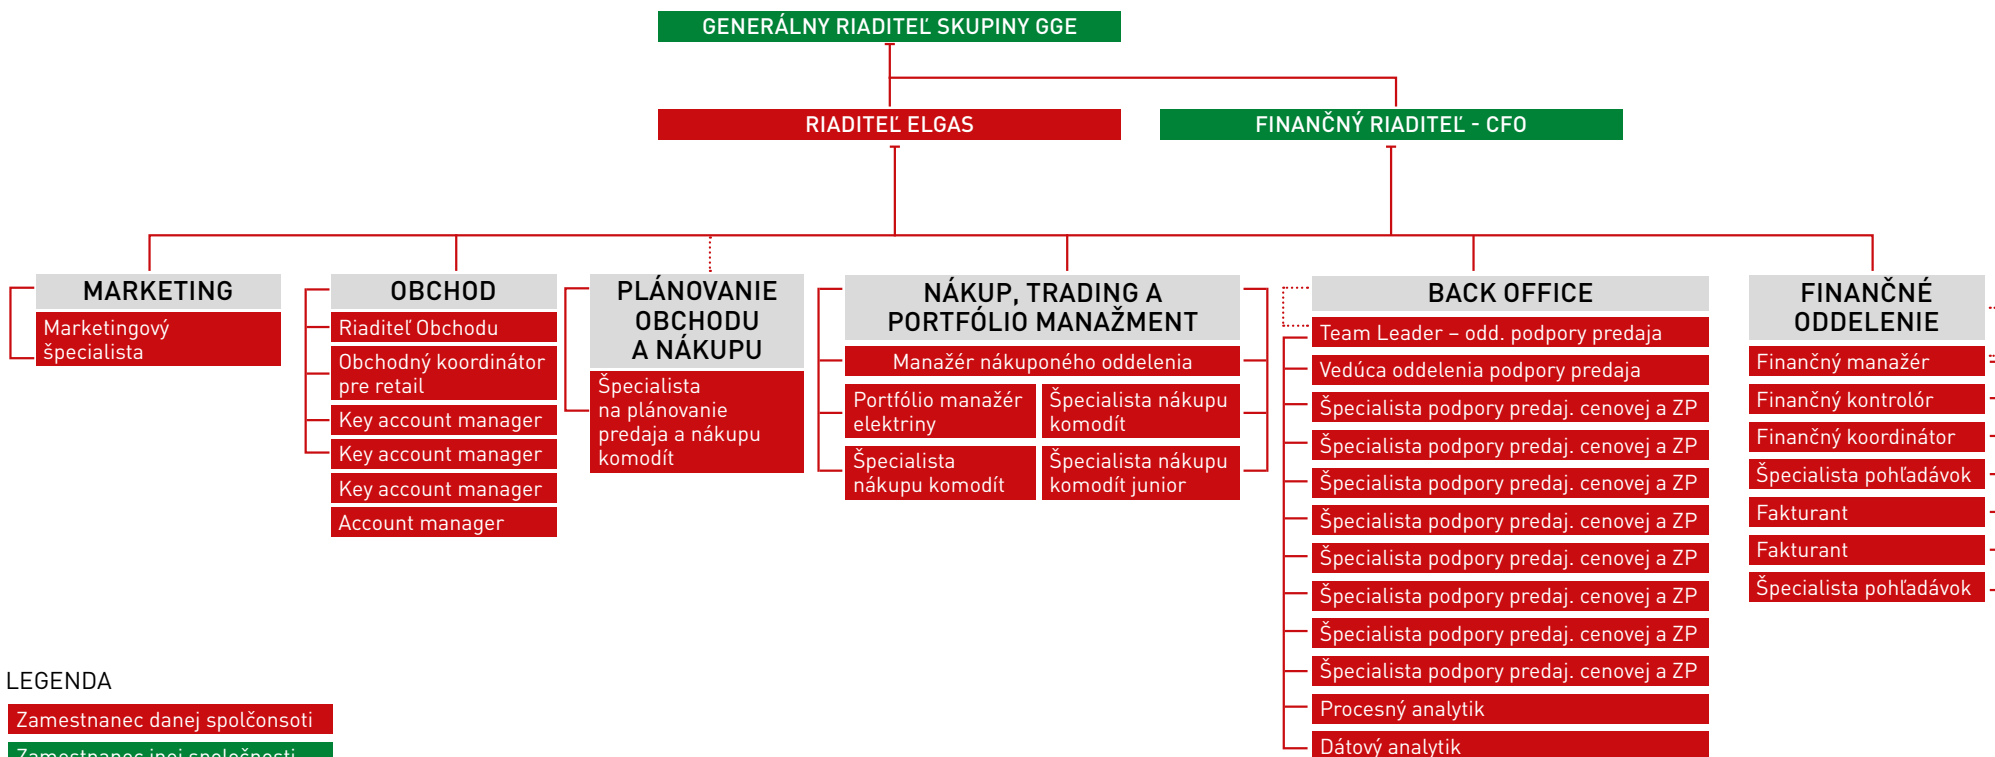 GENERÁLNY RIADITEĽ SKUPINY GGE
RIADITEĽ ELGAS
FINANČNÝ RIADITEĽ - CFO
MARKETING
Marketingový
špecialista
OBCHOD
Riaditeľ Obchodu
Obchodný koordinátor
pre retail
Key account manager
Key account manager
Key account manager
Account manager
PLÁNOVANIE
OBCHODU
A NÁKUPU
Špecialista
na plánovanie
predaja a nákupu
komodít
NÁKUP, TRADING A
PORTFÓLIO MANAŽMENT
Manažér nákuponého oddelenia
Portfólio manažér
elektriny
Špecialista nákupu
komodít
Špecialista
nákupu komodít
Špecialista nákupu
komodít junior
BACK OFFICE
Team Leader – odd. podpory predaja
Vedúca oddelenia podpory predaja
Špecialista podpory predaj. cenovej a ZP
Špecialista podpory predaj. cenovej a ZP
Špecialista podpory predaj. cenovej a ZP
Špecialista podpory predaj. cenovej a ZP
Špecialista podpory predaj. cenovej a ZP
Špecialista podpory predaj. cenovej a ZP
Špecialista podpory predaj. cenovej a ZP
Špecialista podpory predaj. cenovej a ZP
Procesný analytik
Dátový analytik
FINANČNÉ
ODDELENIE
Finančný manažér
Finančný kontrolór
Finančný koordinátor
Špecialista pohľadávok
Fakturant
Fakturant
Špecialista pohľadávok
LEGENDA
Zamestnanec danej spolčonsoti
Zamestnanec inej spoločnosti